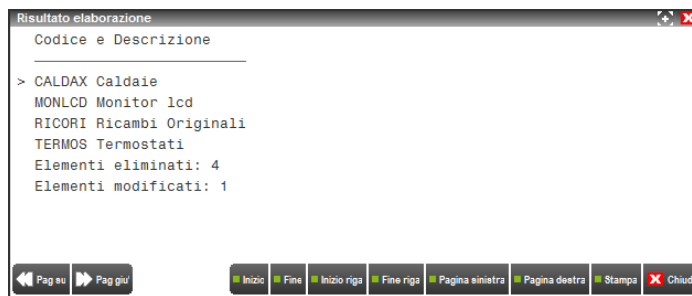 Risultato elaborazione
Codice e Descrizione
> CALDAX Caldaie
MONLCD Monitor lcd
RICORI Ricambi Originali
TERMOS Termostati
Elementi eliminati: 4
Elementi modificati: 1
Pag su Pag giu' Inizio Fine Inizio riga Fine riga Pagina sinistra Pagina destra Stampa Chiud